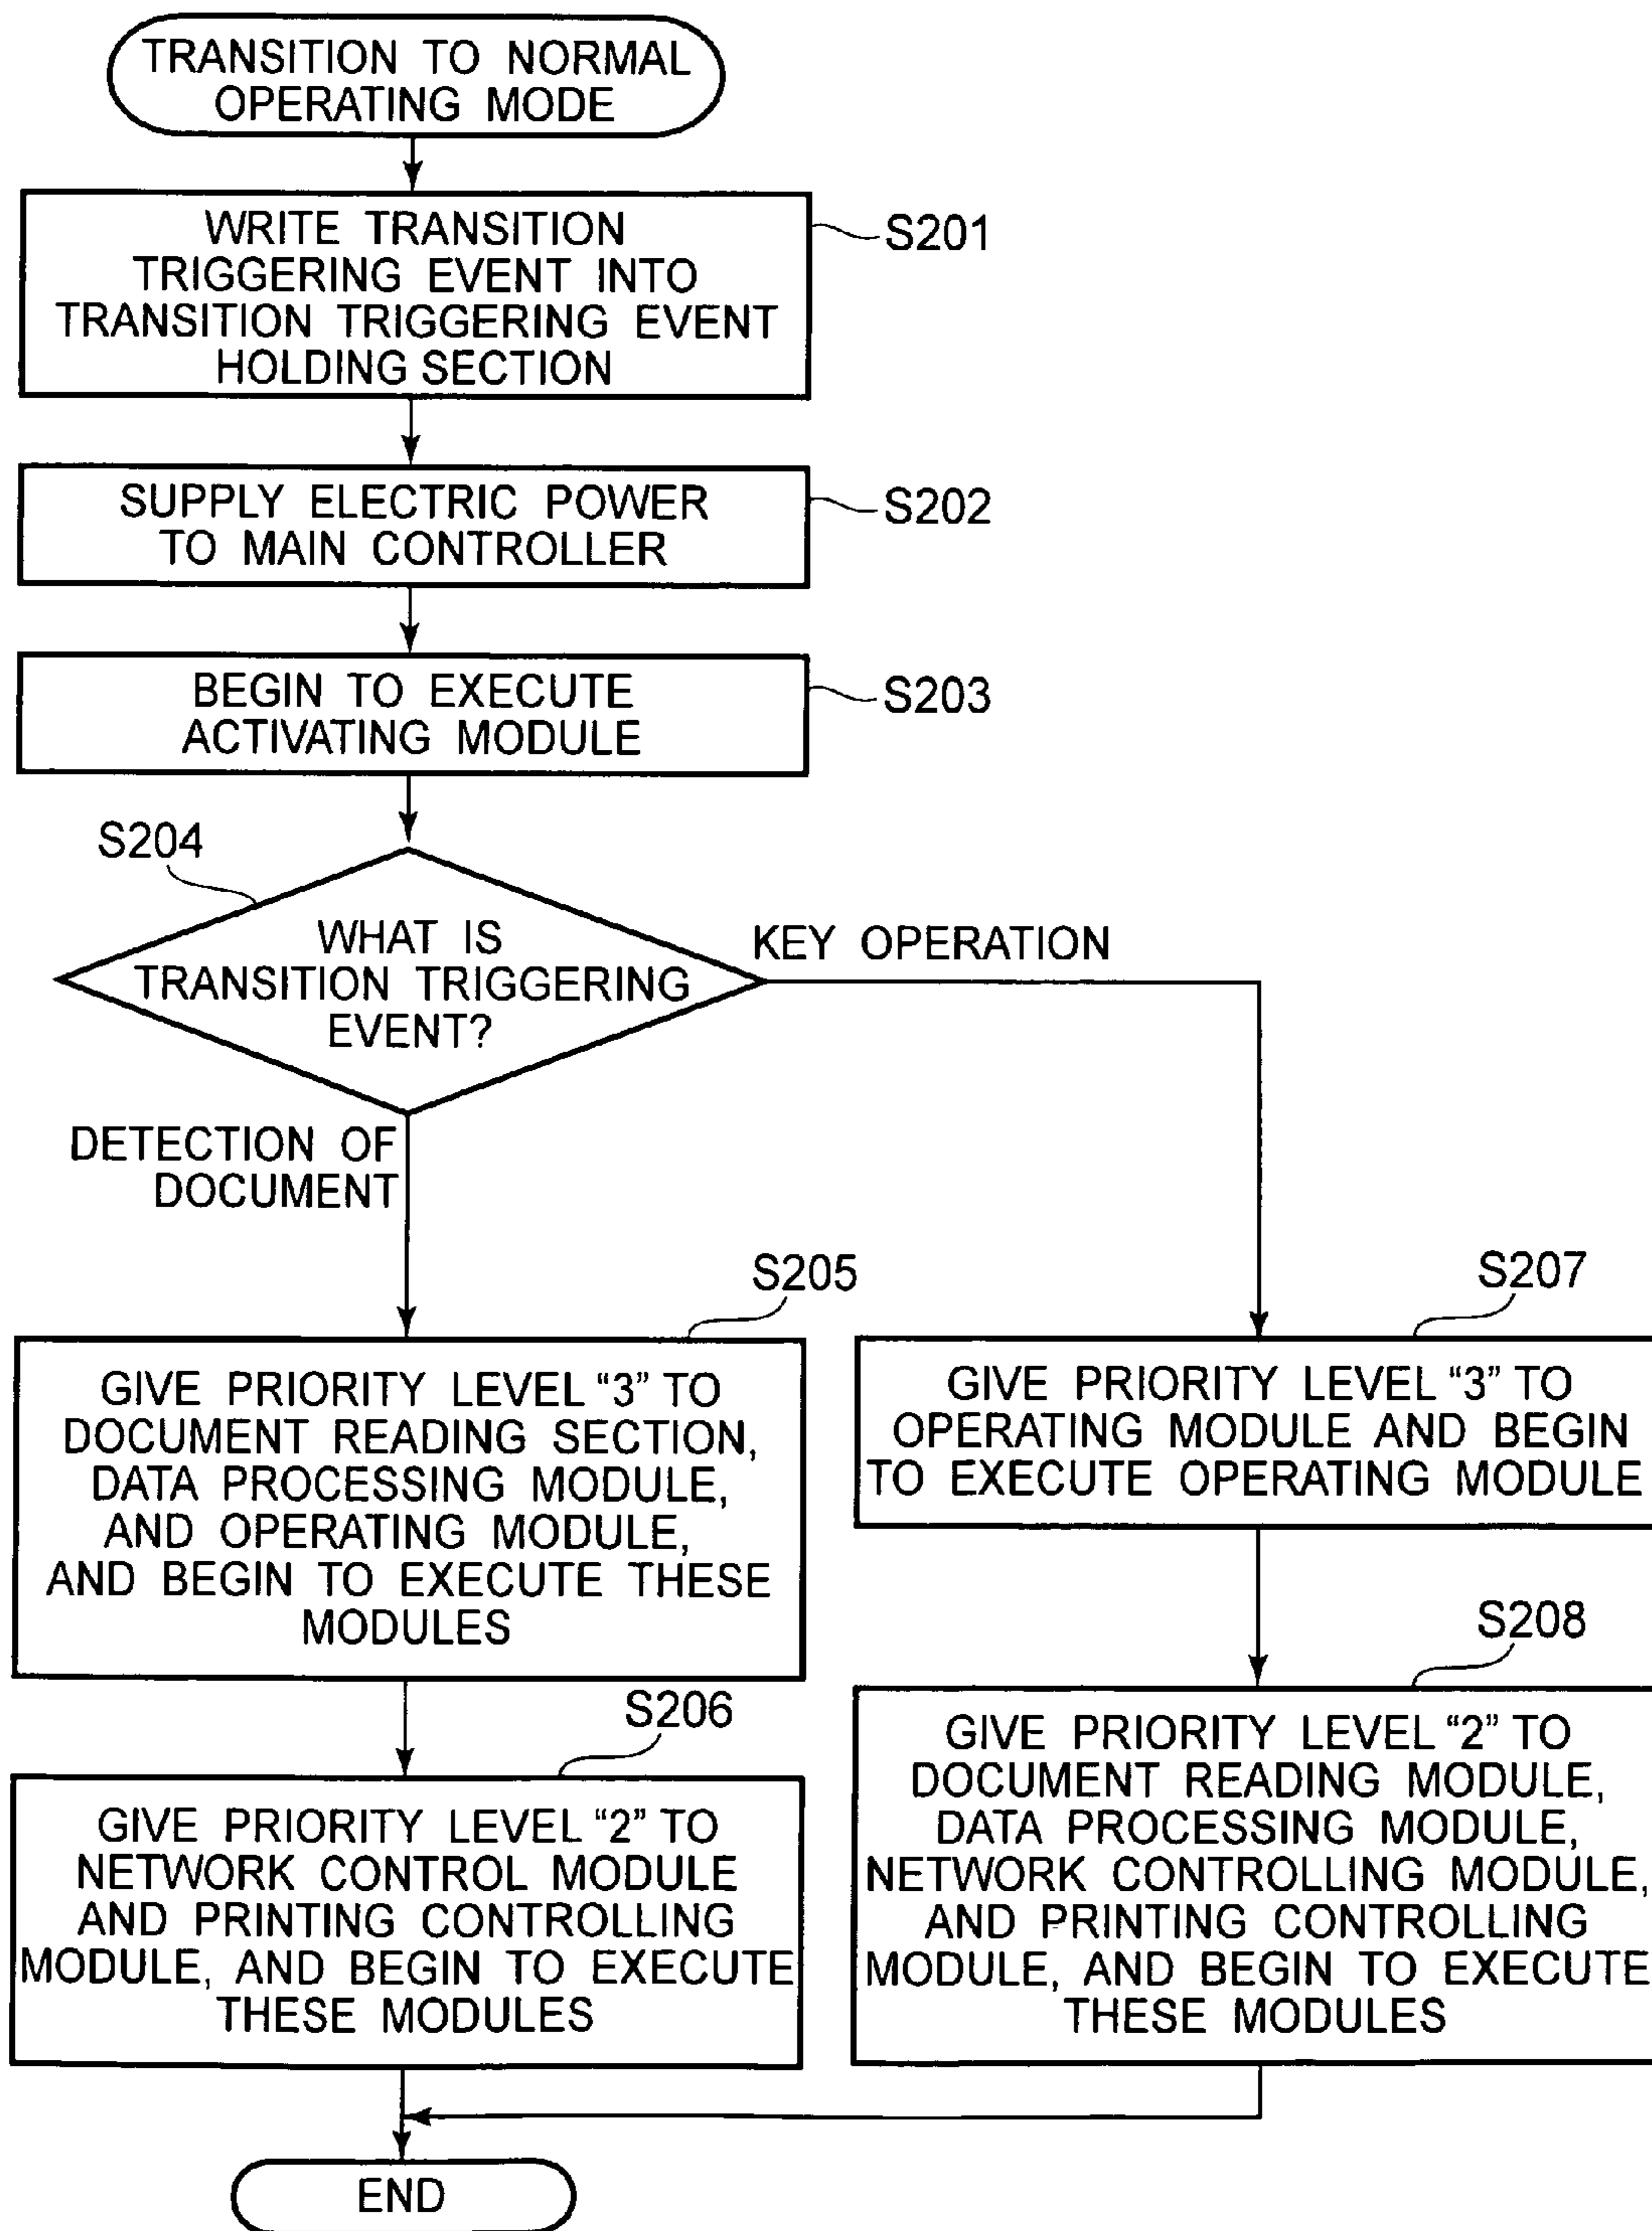 TRANSITION TO NORMAL
OPERATING MODE
WRITE TRANSITION
TRIGGERING EVENT INTO
TRANSITION TRIGGERING EVENT
HOLDING SECTION
S201
SUPPLY ELECTRIC POWER
TO MAIN CONTROLLER
S202
BEGIN TO EXECUTE
ACTIVATING MODULE
S203
S204
WHAT IS
TRANSITION TRIGGERING
EVENT?
KEY OPERATION
DETECTION OF
DOCUMENT
S205
GIVE PRIORITY LEVEL “3” TO
DOCUMENT READING SECTION,
DATA PROCESSING MODULE,
AND OPERATING MODULE,
AND BEGIN TO EXECUTE THESE
MODULES
S206
GIVE PRIORITY LEVEL “2” TO
NETWORK CONTROL MODULE
AND PRINTING CONTROLLING
MODULE, AND BEGIN TO EXECUTE
THESE MODULES
S207
GIVE PRIORITY LEVEL “3” TO
OPERATING MODULE AND BEGIN
TO EXECUTE OPERATING MODULE
S208
GIVE PRIORITY LEVEL “2” TO
DOCUMENT READING MODULE,
DATA PROCESSING MODULE,
NETWORK CONTROLLING MODULE,
AND PRINTING CONTROLLING
MODULE, AND BEGIN TO EXECUTE
THESE MODULES
END